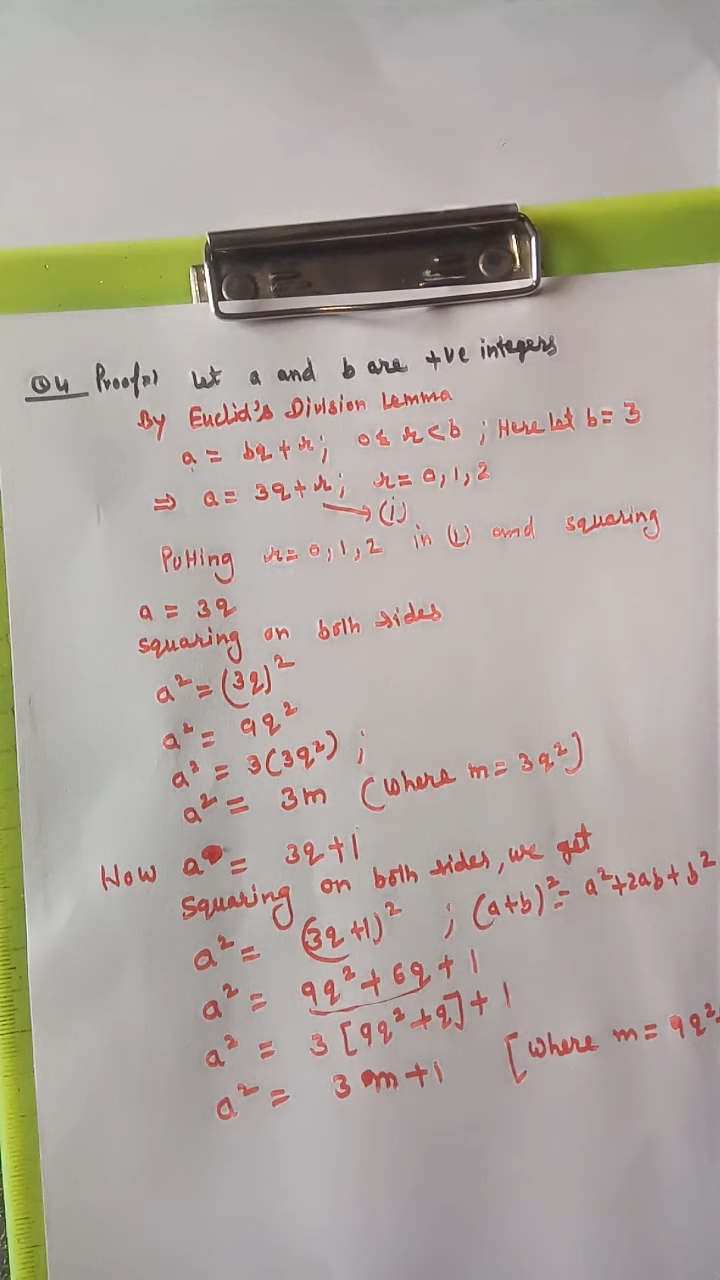 Q4 Proof(=) Let a and b are +ve integers
By Euclid's Division Lemma
a = bq + r; 0 ≤ r < b ; Here Let b = 3
⇒ a = 3q + r; r = 0, 1, 2
→ (i)
Putting r = 0, 1, 2 in (i) and squaring
a = 3q
squaring on both sides
a² = (3q)²
a² = 9q²
a² = 3(3q²) ;
a² = 3m (where m = 3q²)
Now a = 3q + 1
squaring on both sides, we get
a² = (3q + 1)² ; (a+b)² = a² + 2ab + b²
a² = 9q² + 6q + 1
a² = 3 [9q² + q] + 1
a² = 3m + 1 [where m = 9q²